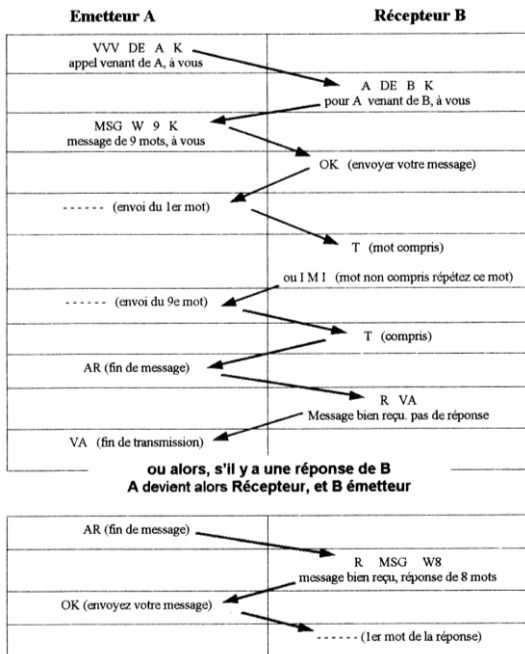 Emetteur A
Récepteur B
VVV DE A K
appel venant de A, à vous
A DE B K
pour A venant de B, à vous
MSG W 9 K
message de 9 mots, à vous
OK (envoyer votre message)
------ (envoi du 1er mot)
T (mot compris)
ou I M I (mot non compris répétez ce mot)
------ (envoi du 9e mot)
T (compris)
AR (fin de message)
R VA
Message bien reçu. pas de réponse
VA (fin de transmission)
ou alors, s'il y a une réponse de B
A devient alors Récepteur, et B émetteur
AR (fin de message)
R MSG W8
message bien reçu, réponse de 8 mots
OK (envoyez votre message)
------ (1er mot de la réponse)